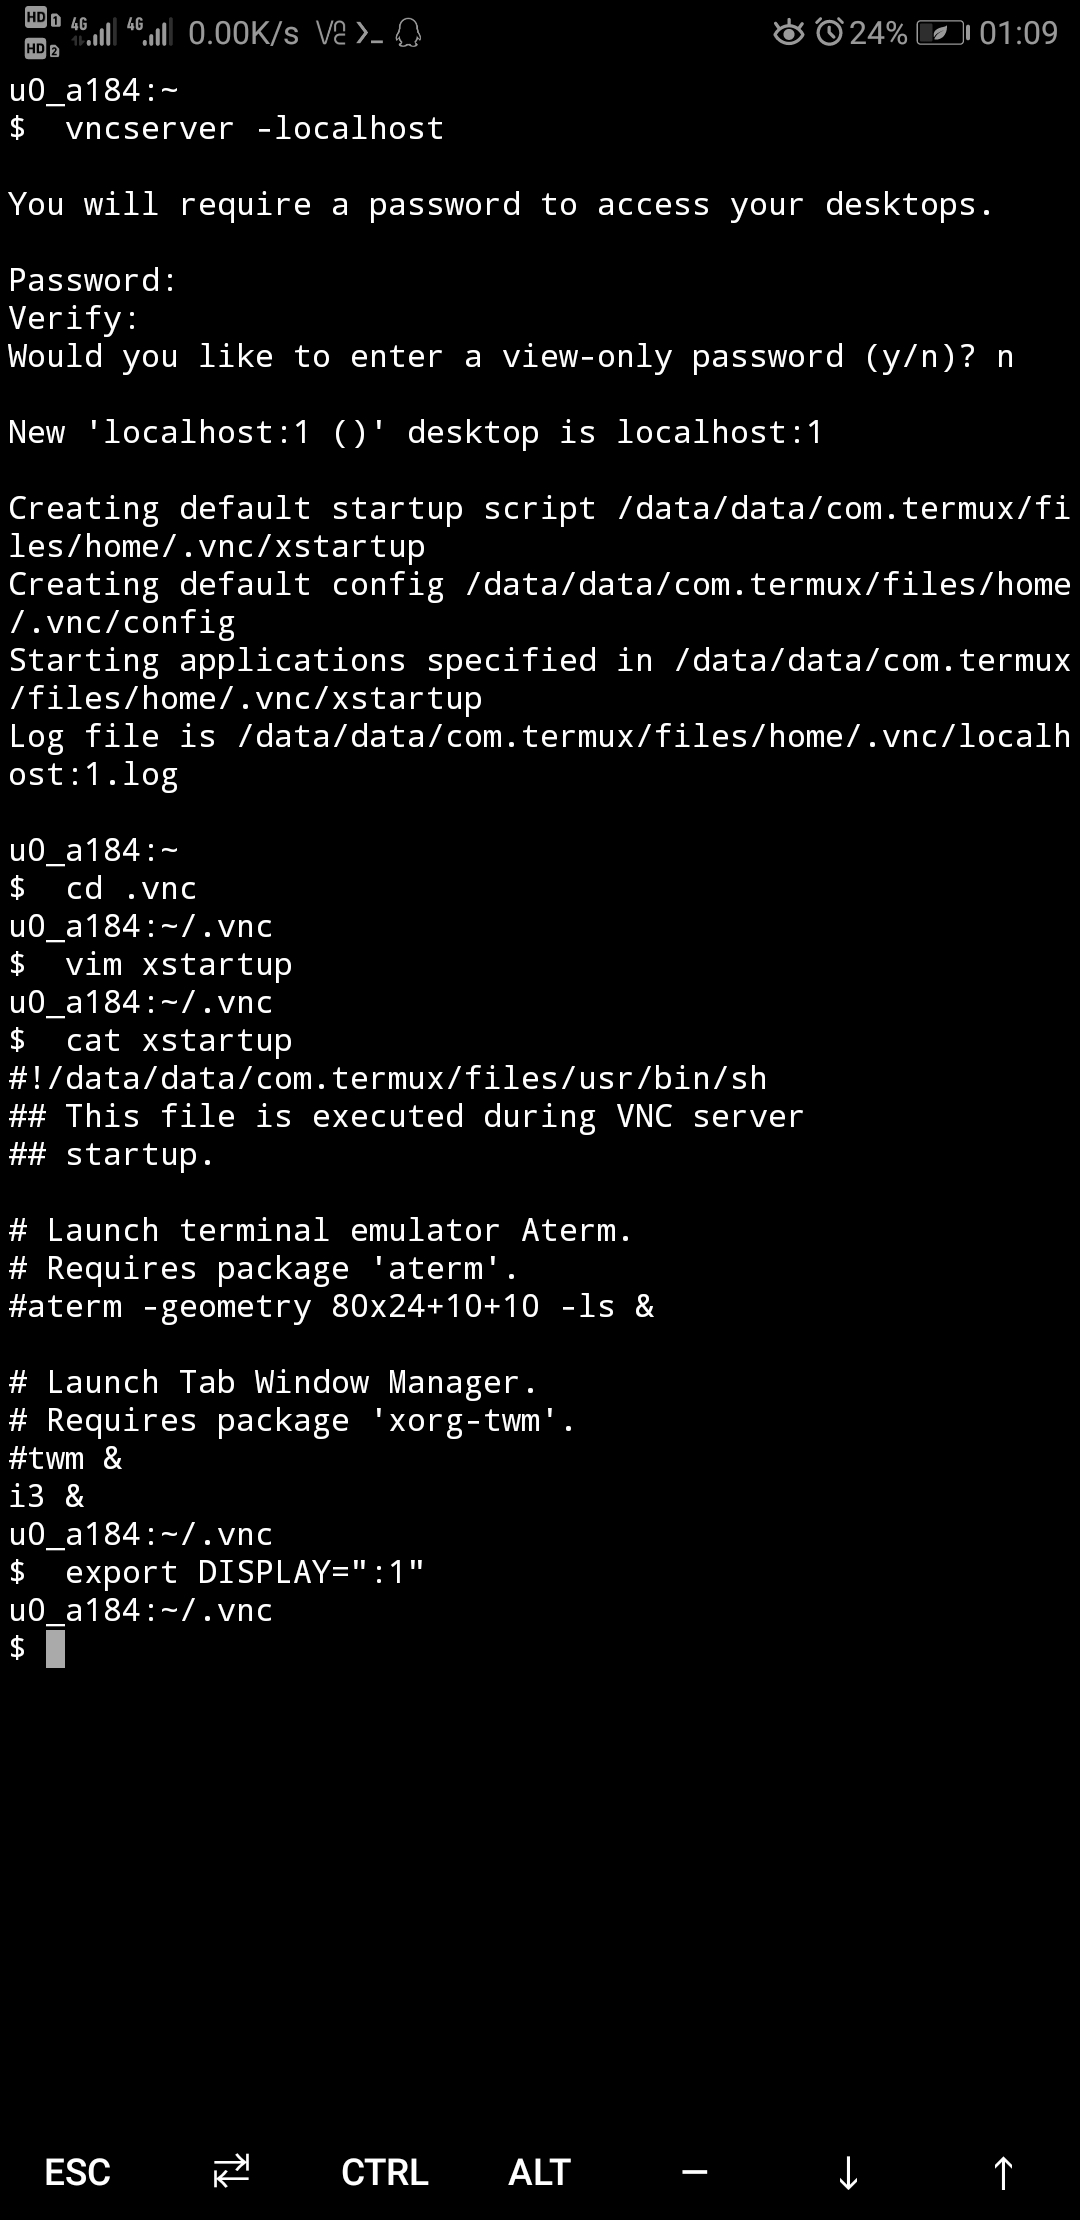 HD 1 4G 4G 0.00K/s 24% 01:09
HD 2
u0_a184:~
$  vncserver -localhost
You will require a password to access your desktops.
Password:
Verify:
Would you like to enter a view-only password (y/n)? n
New 'localhost:1 ()' desktop is localhost:1
Creating default startup script /data/data/com.termux/fi
les/home/.vnc/xstartup
Creating default config /data/data/com.termux/files/home
/.vnc/config
Starting applications specified in /data/data/com.termux
/files/home/.vnc/xstartup
Log file is /data/data/com.termux/files/home/.vnc/localh
ost:1.log
u0_a184:~
$  cd .vnc
u0_a184:~/.vnc
$  vim xstartup
u0_a184:~/.vnc
$  cat xstartup
#!/data/data/com.termux/files/usr/bin/sh
## This file is executed during VNC server
## startup.
# Launch terminal emulator Aterm.
# Requires package 'aterm'.
#aterm -geometry 80x24+10+10 -ls &
# Launch Tab Window Manager.
# Requires package 'xorg-twm'.
#twm &
i3 &
u0_a184:~/.vnc
$  export DISPLAY=":1"
u0_a184:~/.vnc
$
ESC ⇄ CTRL ALT — ↓ ↑